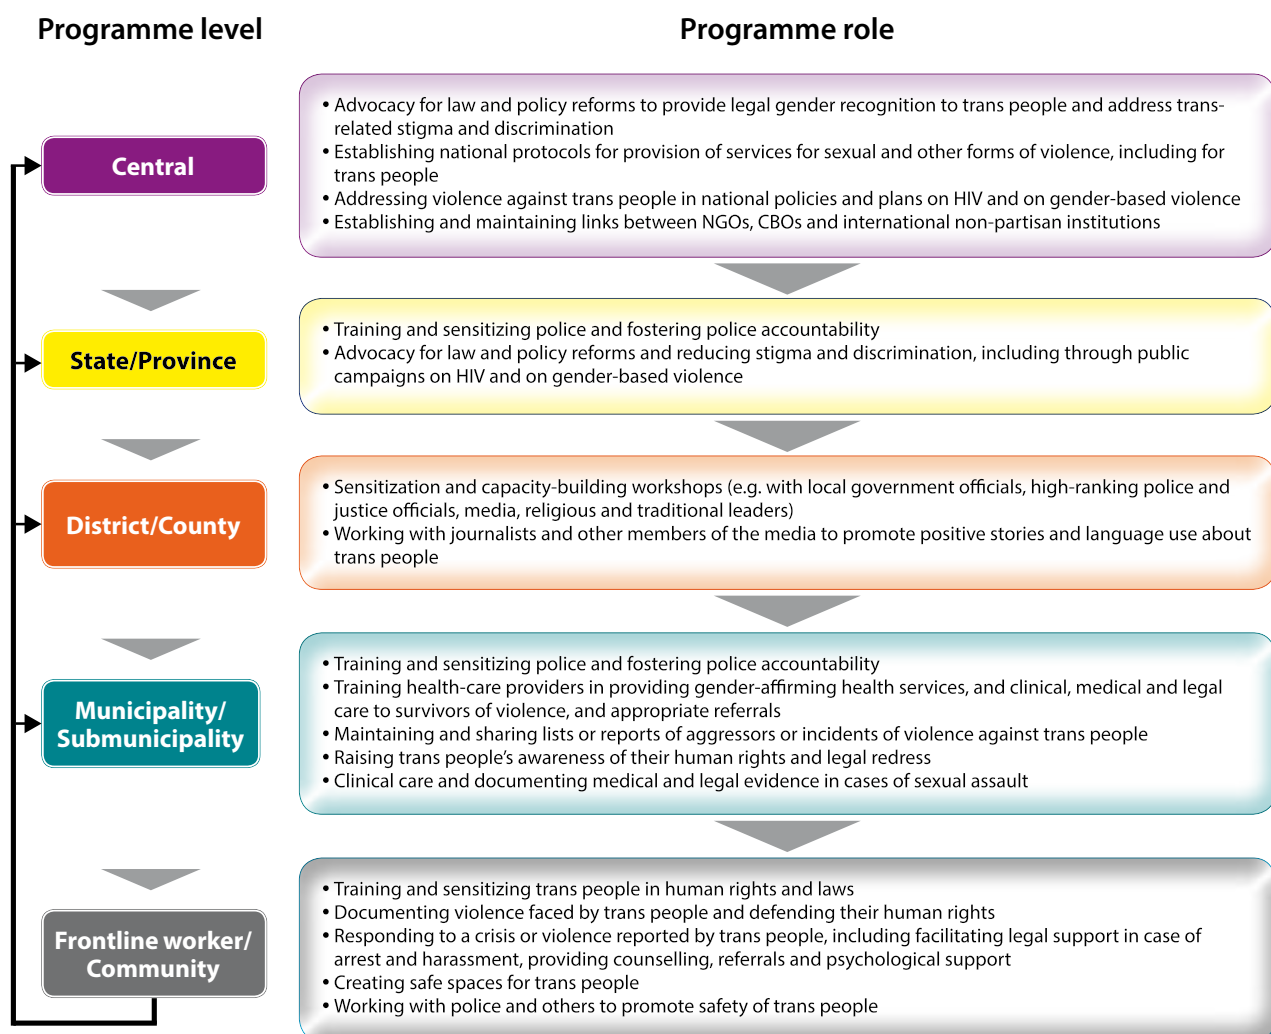 Programme level
Programme role
Central
• Advocacy for law and policy reforms to provide legal gender recognition to trans people and address trans-
related stigma and discrimination
• Establishing national protocols for provision of services for sexual and other forms of violence, including for
trans people
• Addressing violence against trans people in national policies and plans on HIV and on gender-based violence
• Establishing and maintaining links between NGOs, CBOs and international non-partisan institutions
State/Province
• Training and sensitizing police and fostering police accountability
• Advocacy for law and policy reforms and reducing stigma and discrimination, including through public
campaigns on HIV and on gender-based violence
District/County
• Sensitization and capacity-building workshops (e.g. with local government officials, high-ranking police and
justice officials, media, religious and traditional leaders)
• Working with journalists and other members of the media to promote positive stories and language use about
trans people
Municipality/
Submunicipality
• Training and sensitizing police and fostering police accountability
• Training health-care providers in providing gender-affirming health services, and clinical, medical and legal
care to survivors of violence, and appropriate referrals
• Maintaining and sharing lists or reports of aggressors or incidents of violence against trans people
• Raising trans people’s awareness of their human rights and legal redress
• Clinical care and documenting medical and legal evidence in cases of sexual assault
Frontline worker/
Community
• Training and sensitizing trans people in human rights and laws
• Documenting violence faced by trans people and defending their human rights
• Responding to a crisis or violence reported by trans people, including facilitating legal support in case of
arrest and harassment, providing counselling, referrals and psychological support
• Creating safe spaces for trans people
• Working with police and others to promote safety of trans people